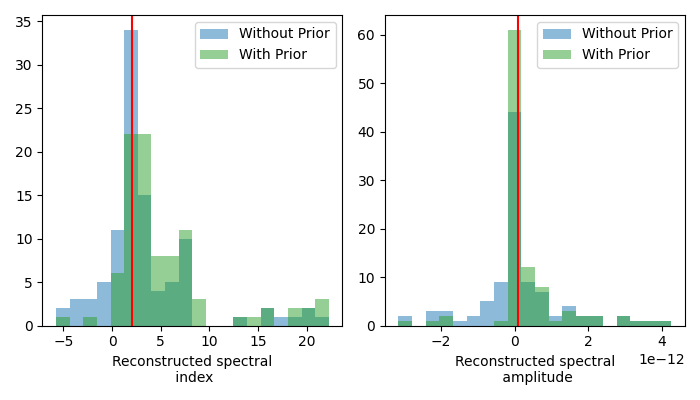 35
30
25
20
15
10
5
0
−5
0
5
10
15
20
Without Prior
With Prior
Reconstructed spectral
index
60
50
40
30
20
10
0
−2
0
2
4
1e−12
Without Prior
With Prior
Reconstructed spectral
amplitude